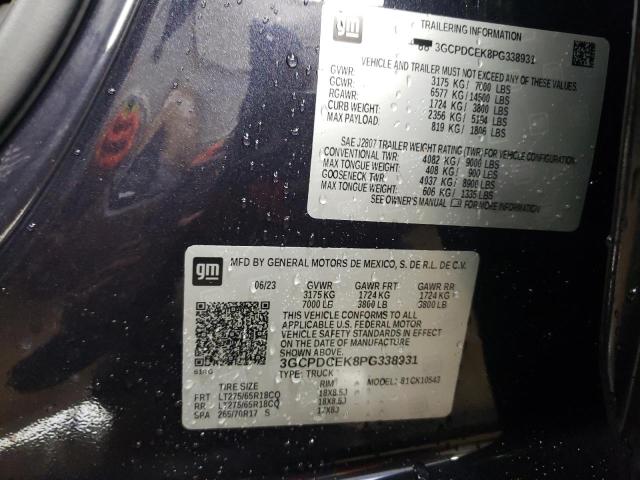 gm
TRAILERING INFORMATION
3GCPDCEK8PG338931
VEHICLE AND TRAILER MUST NOT EXCEED ANY OF THESE VALUES.
GVWR: 3175 KG/ 7000 LBS
GCWR: 6577 KG/14500 LBS
RGAWR: 1724 KG/ 3800 LBS
CURB WEIGHT: 2356 KG/ 5194 LBS
MAX PAYLOAD: 819 KG/ 1806 LBS
SAE J2807 TRAILER WEIGHT RATING (TWR) FOR VEHICLE CONFIGURATION
CONVENTIONAL TWR: 4082 KG/ 9000 LBS
MAX TONGUE WEIGHT: 408 KG/ 900 LBS
GOOSENECK TWR: 4037 KG/ 8900 LBS
MAX TONGUE WEIGHT: 606 KG/ 1335 LBS
SEE OWNER'S MANUAL FOR MORE INFORMATION
gm
MFD BY GENERAL MOTORS DE MEXICO, S. DE R.L. DE C.V.
06/23 GVWR GAWR FRT GAWR RR
3175 KG 1724 KG 1724 KG
7000 LB 3800 LB 3800 LB
THIS VEHICLE CONFORMS TO ALL
APPLICABLE U.S. FEDERAL MOTOR
VEHICLE SAFETY STANDARDS IN EFFECT
ON THE DATE OF MANUFACTURE
SHOWN ABOVE.
3GCPDCEK8PG338931
TYPE: TRUCK MODEL: 81CK10543
TIRE SIZE RIM
FRT LT275/65R18CQ 18X8.5J
RR LT275/65R18CQ 18X8.5J
SPA 265/70R17 S 17X8J